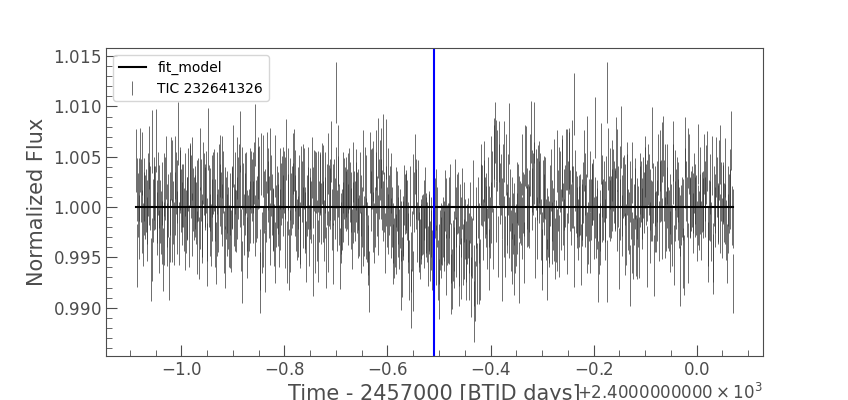 fit_model
TIC 232641326
1.015
1.010
1.005
1.000
0.995
0.990
Normalized Flux
−1.0 −0.8 −0.6 −0.4 −0.2 0.0
Time - 2457000 [BTJD days]
+2.4000000000 × 10³